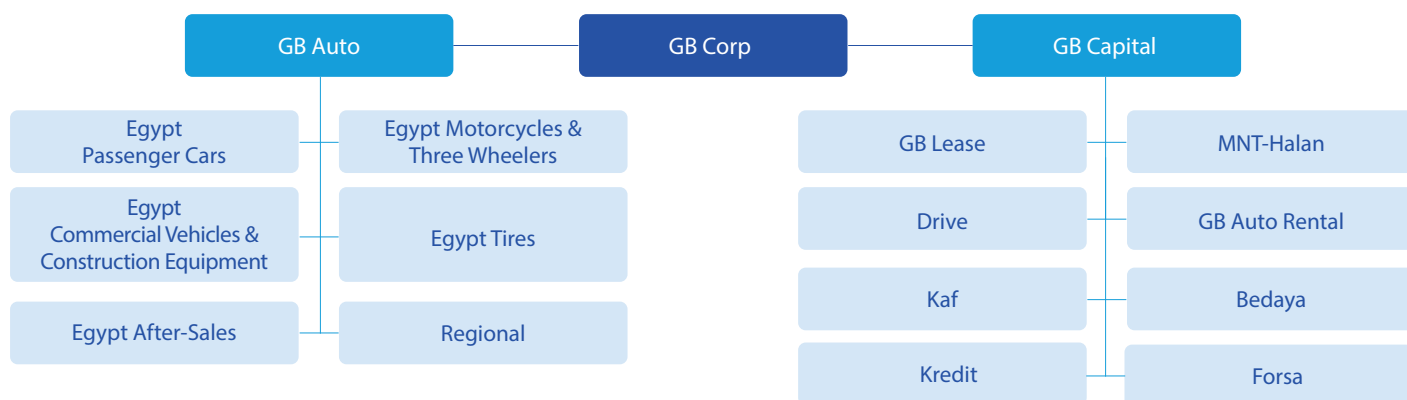 GB Auto
GB Corp
GB Capital
Egypt
Passenger Cars
Egypt Motorcycles &
Three Wheelers
Egypt
Commercial Vehicles &
Construction Equipment
Egypt Tires
Egypt After-Sales
Regional
GB Lease
MNT-Halan
Drive
GB Auto Rental
Kaf
Bedaya
Kredit
Forsa